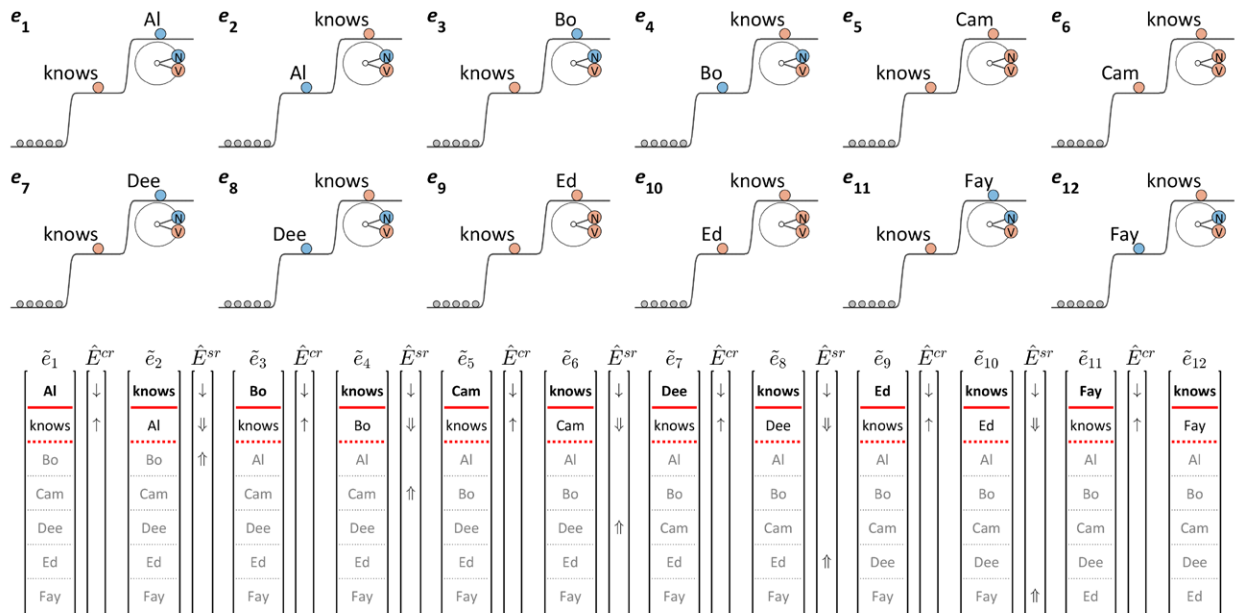 e1 Al e2 knows e3 Bo e4 knows e5 Cam e6 knows
knows Al knows Bo knows Cam
N V N V N V N V N V N V
e7 Dee e8 knows e9 Ed e10 knows e11 Fay e12 knows
knows Dee knows Ed knows Fay
N V N V N V N V N V N V
ẽ1 Ê^cr ẽ2 Ê^sr ẽ3 Ê^cr ẽ4 Ê^sr ẽ5 Ê^cr ẽ6 Ê^sr ẽ7 Ê^cr ẽ8 Ê^sr ẽ9 Ê^cr ẽ10 Ê^sr ẽ11 Ê^cr ẽ12
Al ↓ knows ↓ Bo ↓ knows ↓ Cam ↓ knows ↓ Dee ↓ knows ↓ Ed ↓ knows ↓ Fay ↓ knows
knows ↑ Al ⇓ knows ↑ Bo ⇓ knows ↑ Cam ⇓ knows ↑ Dee ⇓ knows ↑ Ed ⇓ knows ↑ Fay
Bo Bo ⇑ Al Al Al Al Al Al Al Al Al Al
Cam Cam Cam Cam ⇑ Bo Bo Bo Bo Bo Bo Bo Bo
Dee Dee Dee Dee Dee Dee ⇑ Cam Cam Cam Cam Cam Cam
Ed Ed Ed Ed Ed Ed Ed Ed ⇑ Dee Dee Dee Dee
Fay Fay Fay Fay Fay Fay Fay Fay Fay Fay ⇑ Ed Ed